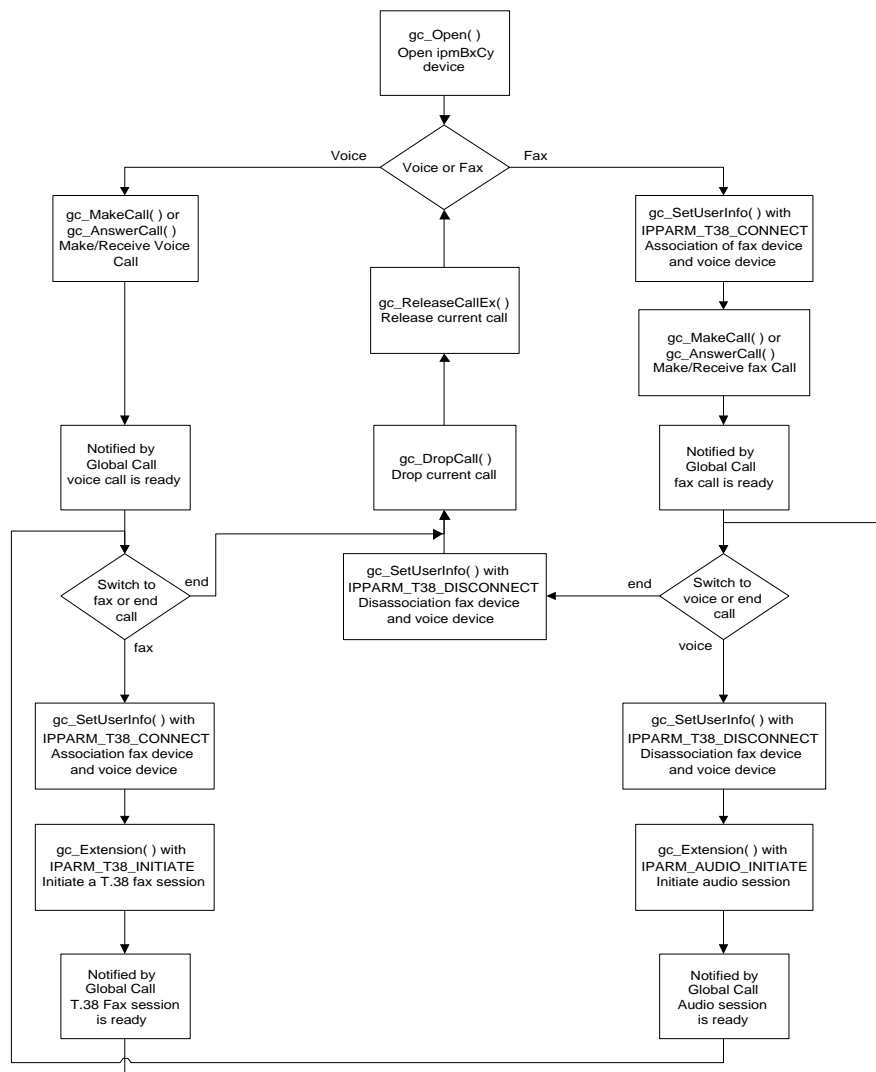 gc_Open( )
Open ipmBxCy
device
Voice
Voice or Fax
Fax
gc_MakeCall( ) or
gc_AnswerCall( )
Make/Receive Voice
Call
gc_SetUserInfo( ) with
IPPARM_T38_CONNECT
Association of fax device
and voice device
gc_ReleaseCallEx( )
Release current call
gc_MakeCall( ) or
gc_AnswerCall( )
Make/Receive fax Call
Notified by
Global Call
voice call is ready
gc_DropCall( )
Drop current call
Notified by
Global Call
fax call is ready
Switch to
fax or end
call
end
fax
gc_SetUserInfo( ) with
IPPARM_T38_DISCONNECT
Disassociation fax device
and voice device
end
Switch to
voice or end
call
voice
gc_SetUserInfo( ) with
IPPARM_T38_CONNECT
Association fax device
and voice device
gc_SetUserInfo( ) with
IPPARM_T38_DISCONNECT
Disassociation fax device
and voice device
gc_Extension( ) with
IPARM_T38_INITIATE
Initiate a T.38 fax session
gc_Extension( ) with
IPARM_AUDIO_INITIATE
Initiate audio session
Notified by
Global Call
T.38 Fax session
is ready
Notified by
Global Call
Audio session
is ready